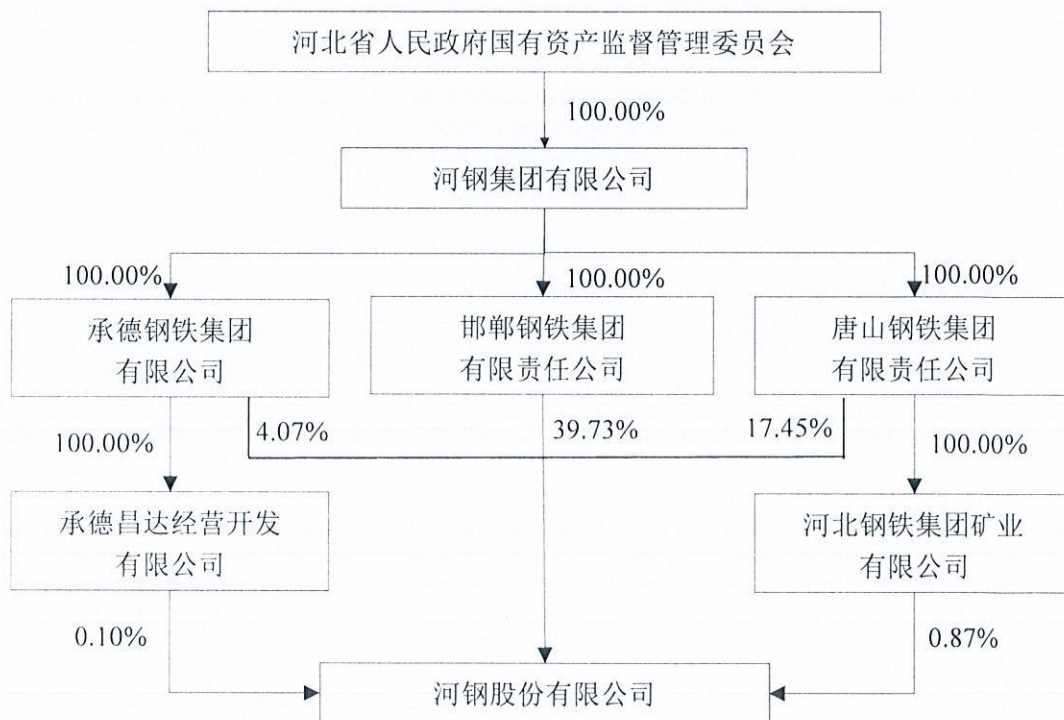 河北省人民政府国有资产监督管理委员会
100.00%
河钢集团有限公司
100.00%
100.00%
100.00%
承德钢铁集团
有限公司
邯郸钢铁集团
有限责任公司
唐山钢铁集团
有限责任公司
100.00%
4.07%
39.73%
17.45%
100.00%
承德昌达经营开发
有限公司
河北钢铁集团矿业
有限公司
0.10%
0.87%
河钢股份有限公司